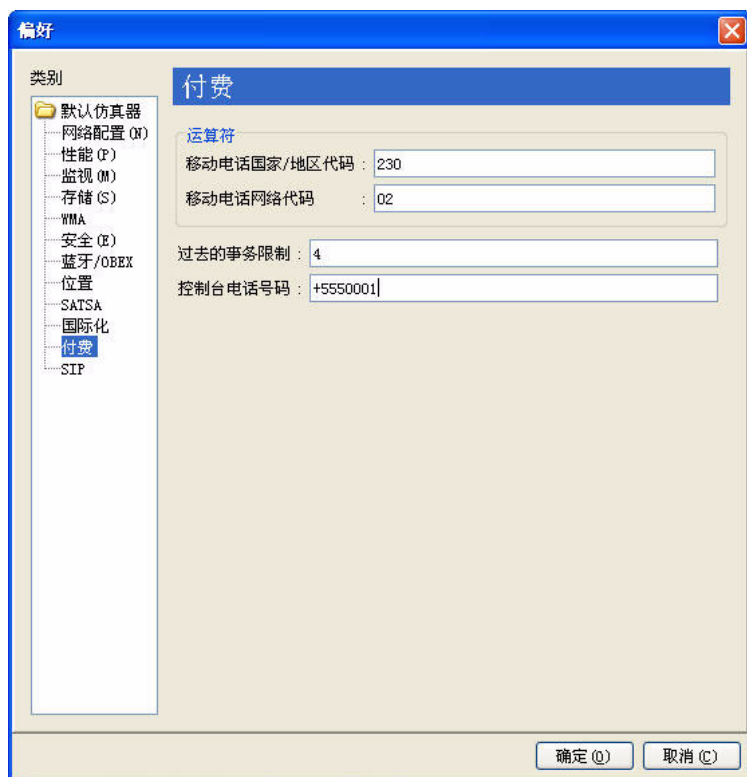 偏好
类别
默认仿真器
网络配置(N)
性能(P)
监视(M)
存储(S)
WMA
安全(E)
蓝牙/OBEX
位置
SATSA
国际化
付费
SIP
付费
运算符
移动电话国家/地区代码：230
移动电话网络代码：02
过去的事务限制：4
控制台电话号码：+5550001
确定(O)
取消(C)